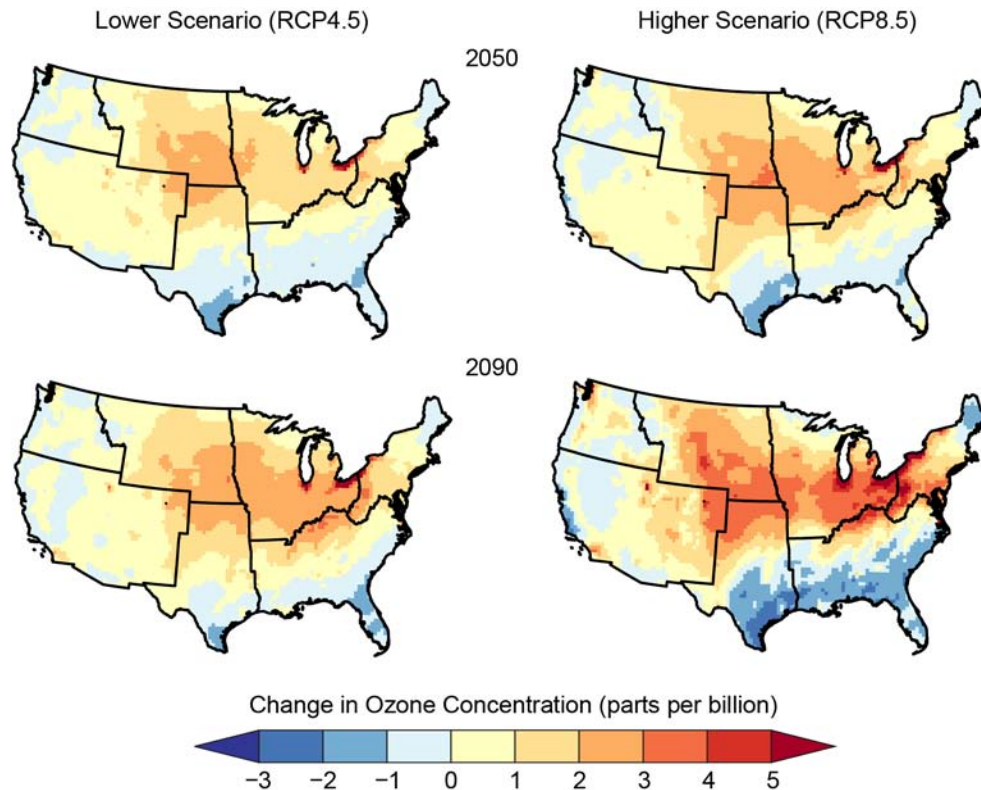 Lower Scenario (RCP4.5)
Higher Scenario (RCP8.5)
2050
2090
Change in Ozone Concentration (parts per billion)
−3 −2 −1 0 1 2 3 4 5